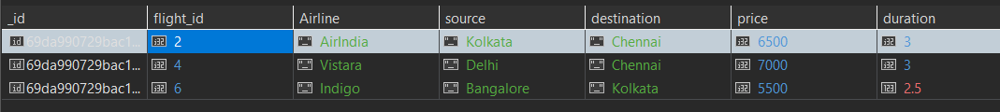 _id flight_id Airline source destination price duration
69da990729bac1... 2 AirIndia Kolkata Chennai 6500 3
69da990729bac1... 4 Vistara Delhi Chennai 7000 3
69da990729bac1... 6 Indigo Bangalore Kolkata 5500 2.5